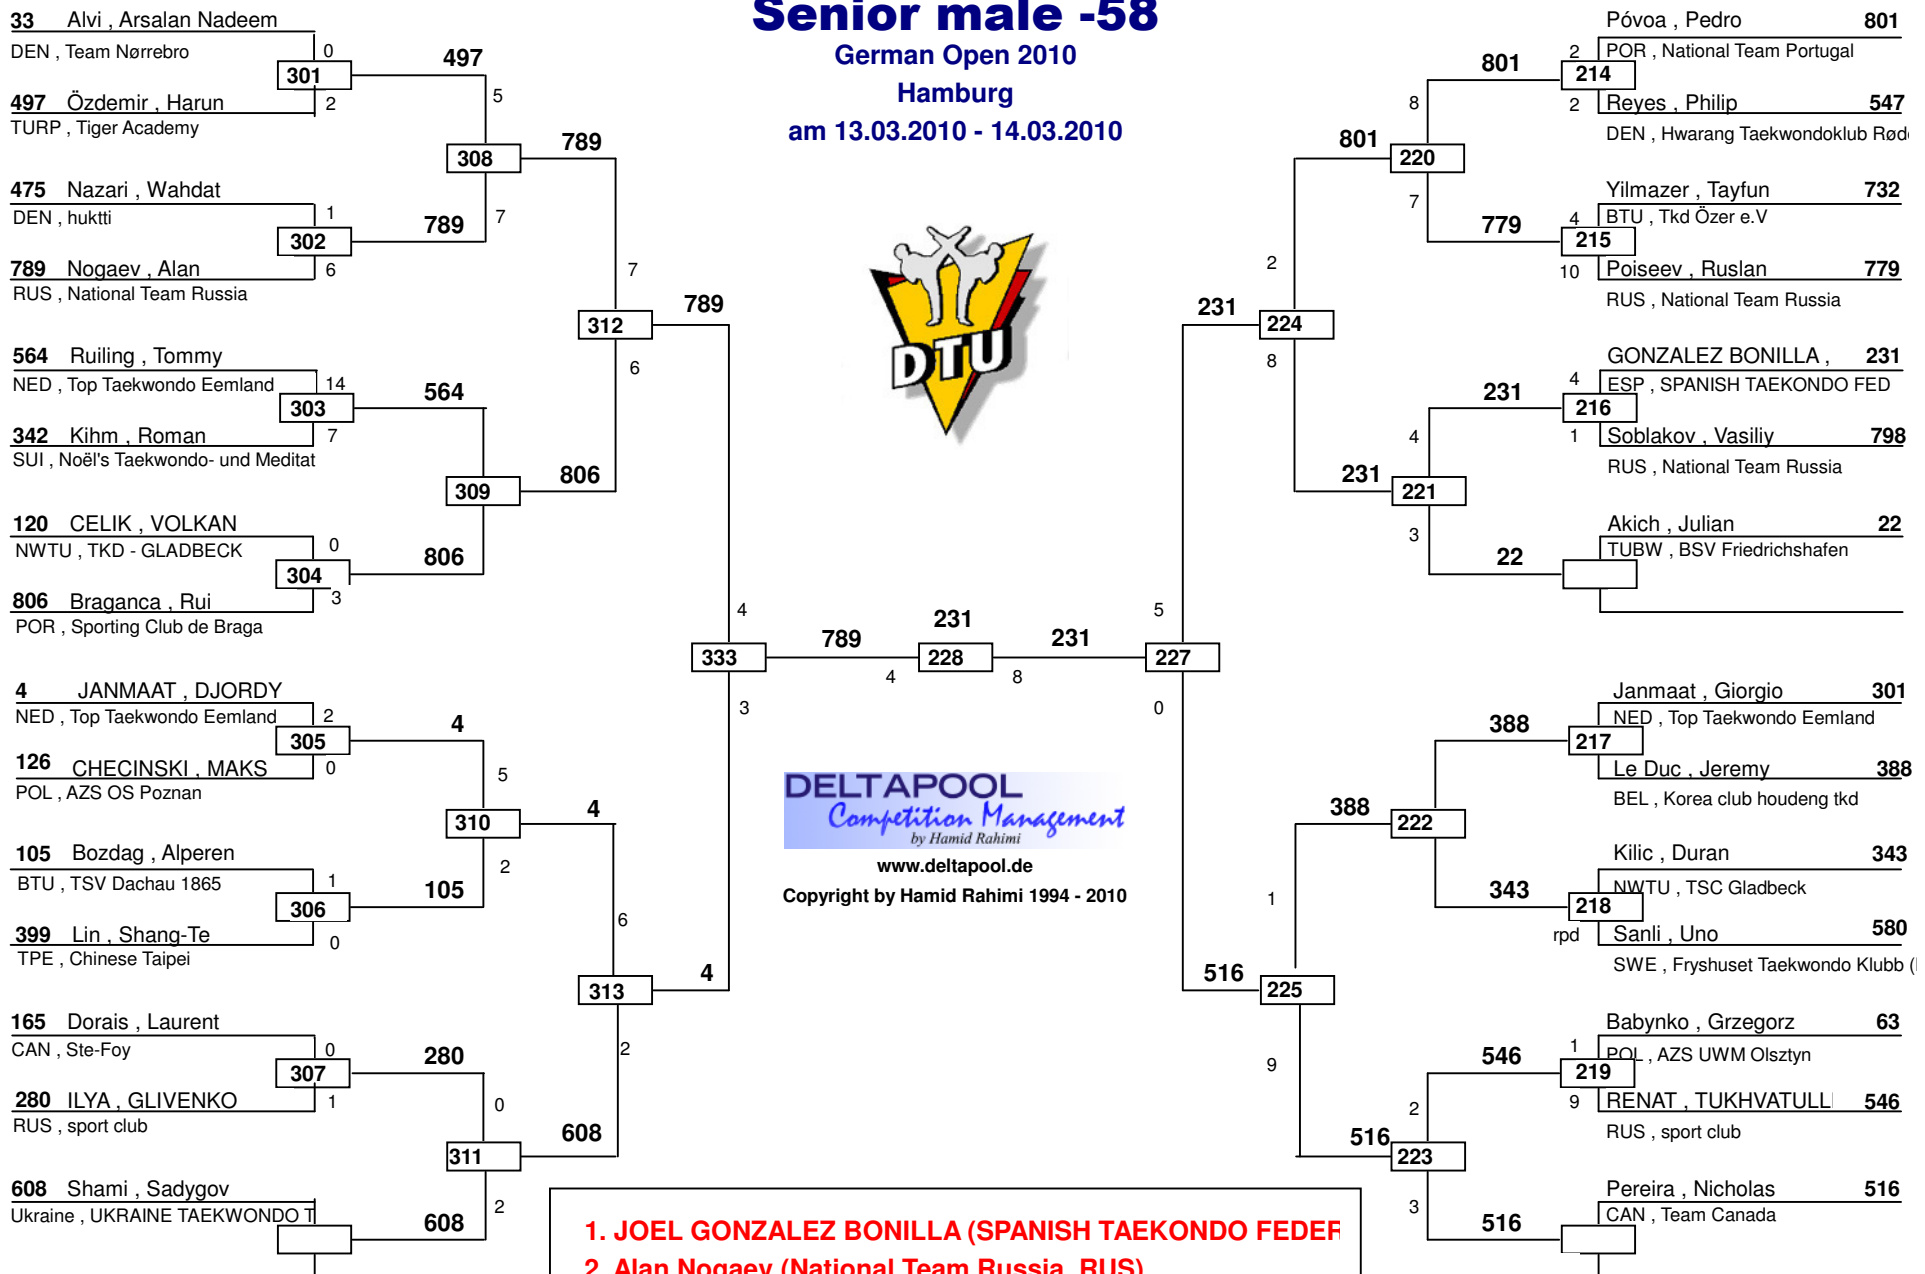 Senior male -58
German Open 2010
Hamburg
am 13.03.2010 - 14.03.2010
33 Alvi , Arsalan Nadeem
DEN , Team Nørrebro
0
301
497
497 Özdemir , Harun
2
TURP , Tiger Academy
5
308
789
475 Nazari , Wahdat
DEN , huktti
1
302
789
7
789 Nogaev , Alan
6
RUS , National Team Russia
7
312
789
6
564 Ruiling , Tommy
NED , Top Taekwondo Eemland
14
303
564
342 Kihm , Roman
7
SUI , Noël's Taekwondo- und Meditat
309
806
120 CELIK , VOLKAN
NWTU , TKD - GLADBECK
0
304
806
806 Braganca , Rui
3
POR , Sporting Club de Braga
4
333
789
3
4 JANMAAT , DJORDY
NED , Top Taekwondo Eemland
2
305
4
126 CHECINSKI , MAKS
0
POL , AZS OS Poznan
5
310
4
2
105 Bozdag , Alperen
BTU , TSV Dachau 1865
1
306
105
399 Lin , Shang-Te
0
TPE , Chinese Taipei
6
313
4
2
165 Dorais , Laurent
CAN , Ste-Foy
0
307
280
280 ILYA , GLIVENKO
1
RUS , sport club
0
311
608
2
608 Shami , Sadygov
Ukraine , UKRAINE TAEKWONDO T
608
DTU
231
4
228
8
231
DELTAPOOL
Competition Management
by Hamid Rahimi
www.deltapool.de
Copyright by Hamid Rahimi 1994 - 2010
Póvoa , Pedro 801
2 POR , National Team Portugal
801
214
2 Reyes , Philip 547
DEN , Hwarang Taekwondoklub Rød
8
801
220
7
Yilmazer , Tayfun 732
4 BTU , Tkd Özer e.V
779
215
10 Poiseev , Ruslan 779
RUS , National Team Russia
2
231
224
8
GONZALEZ BONILLA , 231
4 ESP , SPANISH TAEKONDO FED
231
216
1 Soblakov , Vasiliy 798
RUS , National Team Russia
4
231
221
3
Akich , Julian 22
TUBW , BSV Friedrichshafen
22
5
227
0
Janmaat , Giorgio 301
NED , Top Taekwondo Eemland
388
217
Le Duc , Jeremy 388
BEL , Korea club houdeng tkd
388
222
Kilic , Duran 343
NWTU , TSC Gladbeck
343
218
rpd Sanli , Uno 580
SWE , Fryshuset Taekwondo Klubb (
1
516
225
9
Babynko , Grzegorz 63
1 POL , AZS UWM Olsztyn
546
219
9 RENAT , TUKHVATULL 546
RUS , sport club
2
516
223
3
Pereira , Nicholas 516
CAN , Team Canada
516
1. JOEL GONZALEZ BONILLA (SPANISH TAEKONDO FEDER
2. Alan Nogaev (National Team Russia, RUS)